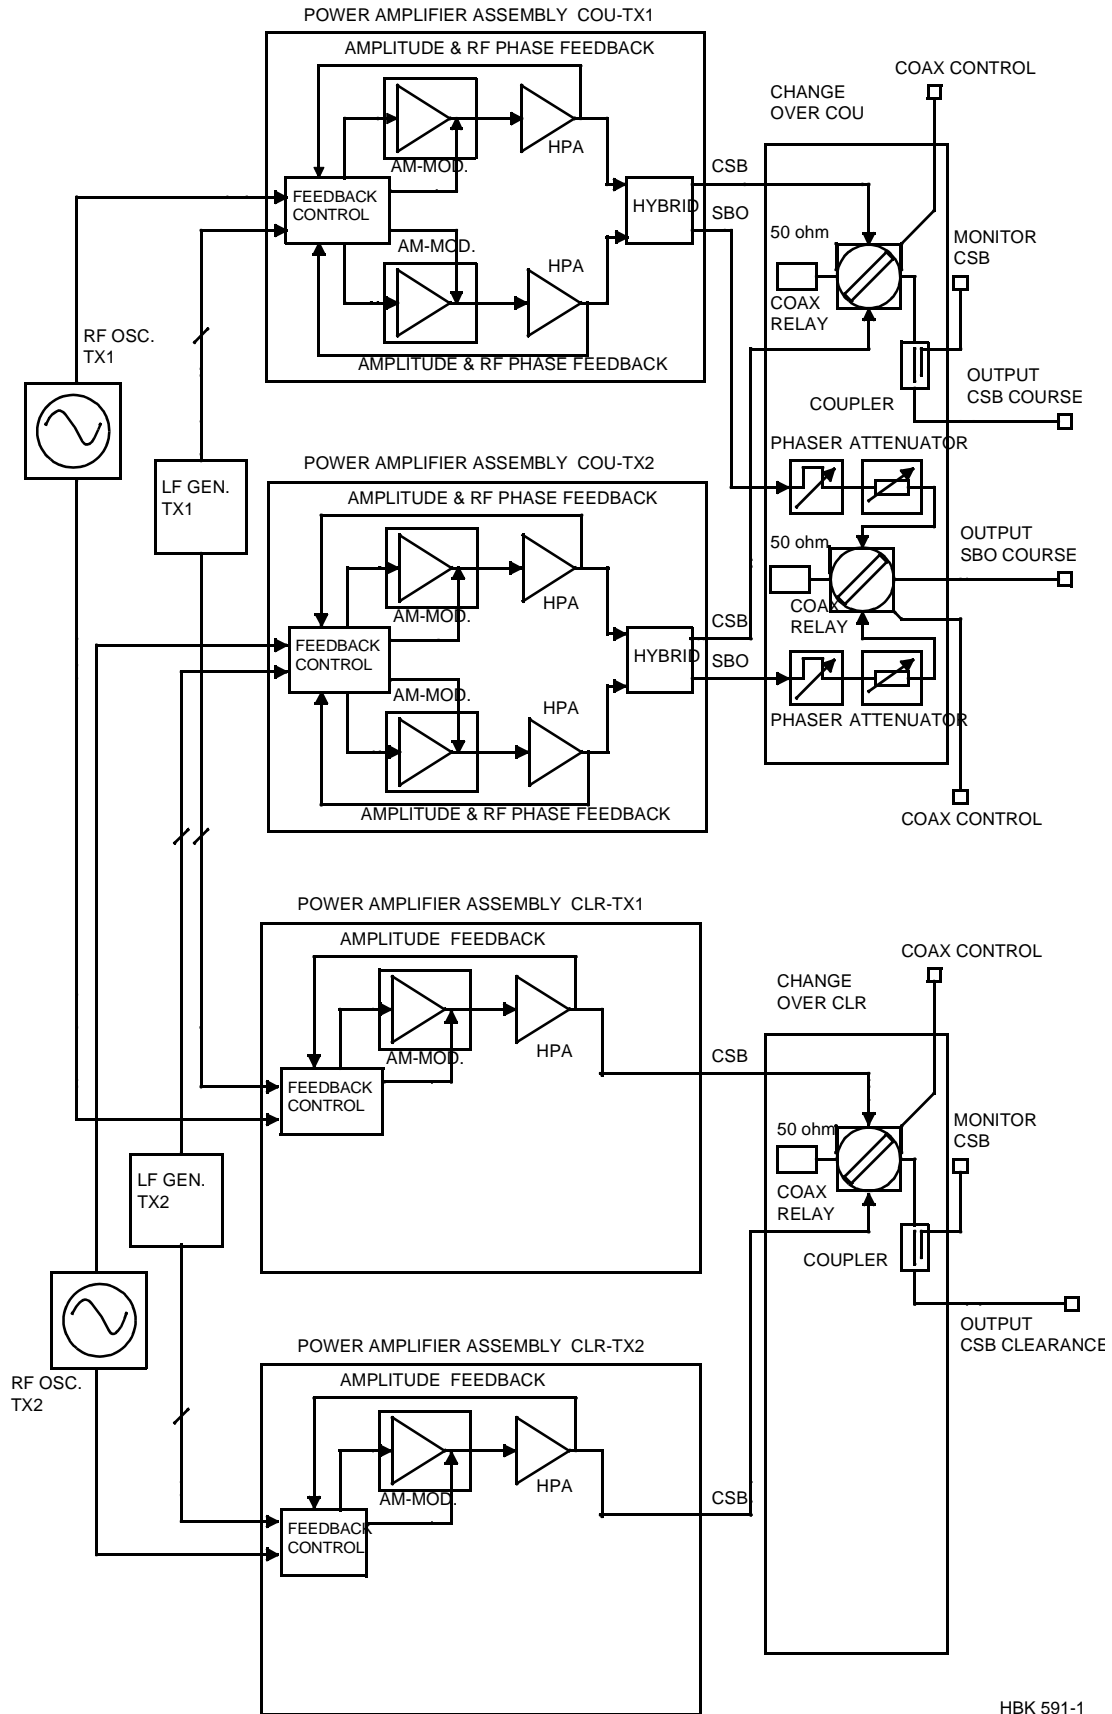 POWER AMPLIFIER ASSEMBLY COU-TX1
AMPLITUDE & RF PHASE FEEDBACK
COAX CONTROL
CHANGE
OVER COU
AM-MOD.
HPA
CSB
FEEDBACK
CONTROL
HYBRID
SBO
50 ohm
MONITOR
CSB
AM-MOD.
HPA
COAX
RELAY
RF OSC.
TX1
AMPLITUDE & RF PHASE FEEDBACK
OUTPUT
CSB COURSE
COUPLER
PHASER ATTENUATOR
POWER AMPLIFIER ASSEMBLY COU-TX2
LF GEN.
TX1
AMPLITUDE & RF PHASE FEEDBACK
50 ohm
OUTPUT
SBO COURSE
HPA
COAX
RELAY
AM-MOD.
CSB
FEEDBACK
CONTROL
HYBRID
SBO
AM-MOD.
HPA
PHASER ATTENUATOR
AMPLITUDE & RF PHASE FEEDBACK
COAX CONTROL
POWER AMPLIFIER ASSEMBLY CLR-TX1
AMPLITUDE FEEDBACK
COAX CONTROL
CHANGE
OVER CLR
AM-MOD.
HPA
CSB
FEEDBACK
CONTROL
50 ohm
MONITOR
CSB
LF GEN.
TX2
COAX
RELAY
COUPLER
OUTPUT
CSB CLEARANCE
POWER AMPLIFIER ASSEMBLY CLR-TX2
RF OSC.
TX2
AMPLITUDE FEEDBACK
AM-MOD.
HPA
CSB
FEEDBACK
CONTROL
HBK 591-1